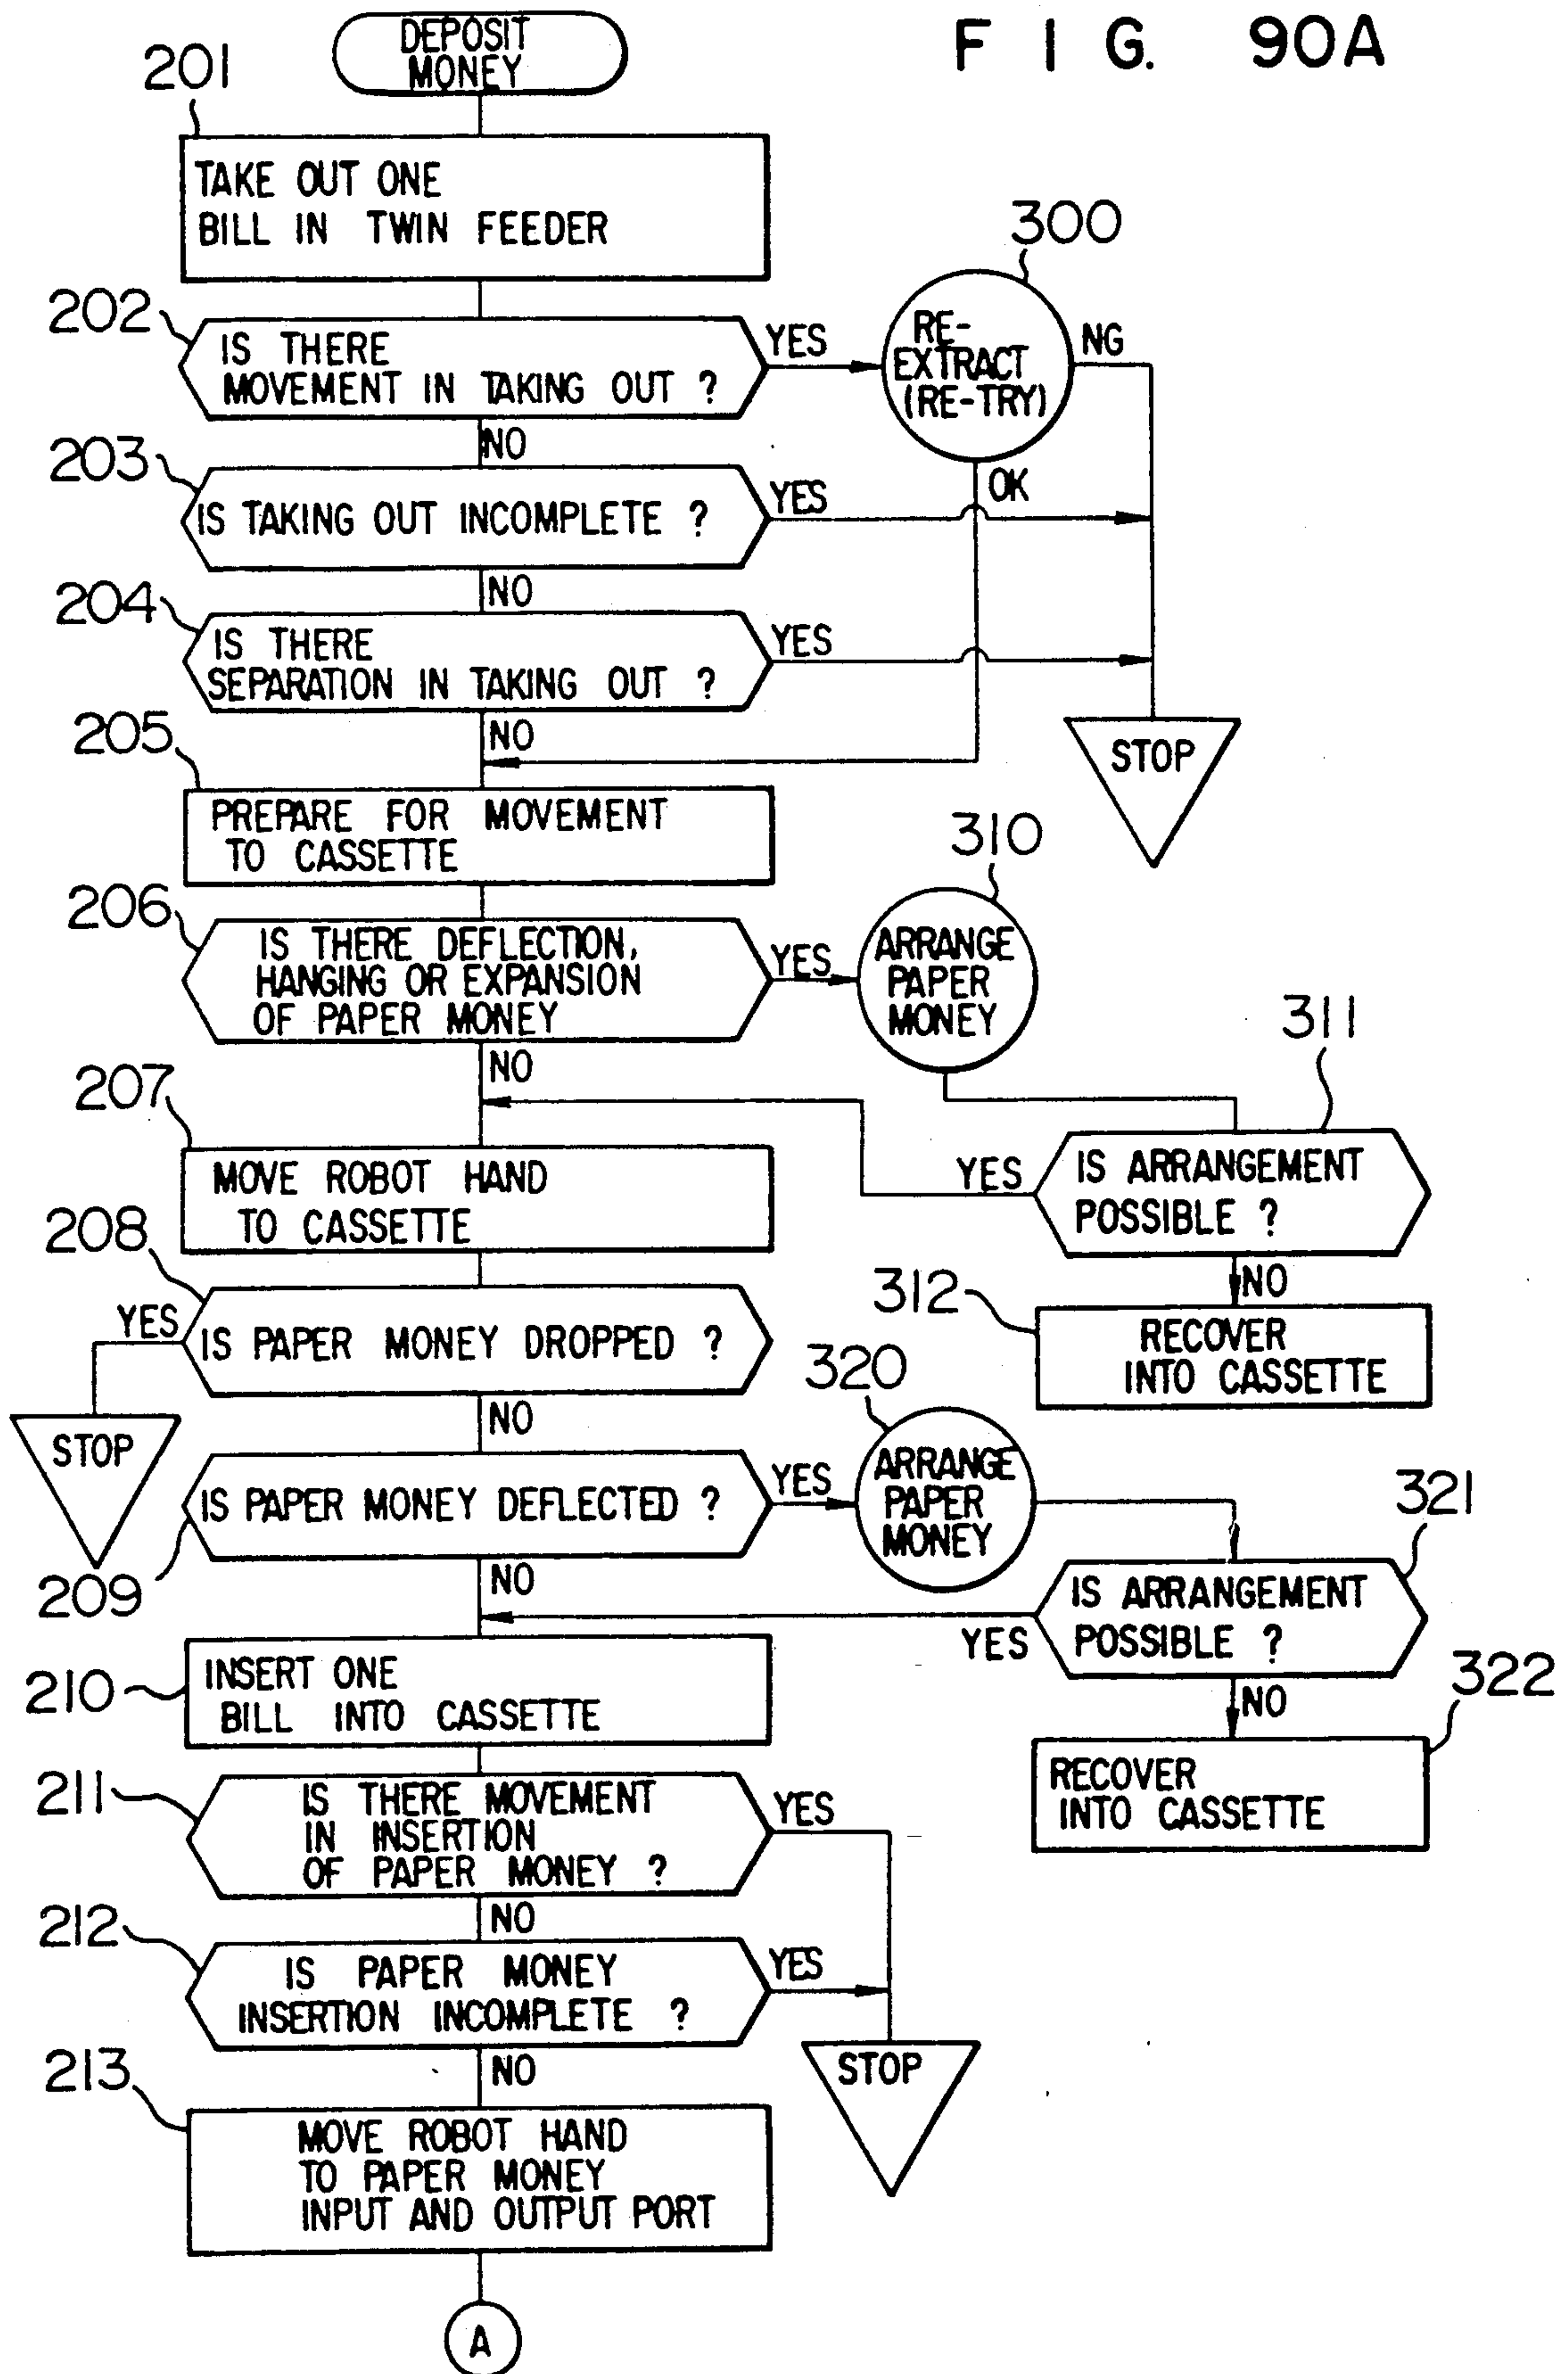 FIG. 90A
DEPOSIT
MONEY
201
TAKE OUT ONE
BILL IN TWIN FEEDER
300
202
IS THERE
MOVEMENT IN TAKING OUT ?
YES
RE-
EXTRACT
(RE-TRY)
NG
NO
OK
203
IS TAKING OUT INCOMPLETE ?
YES
NO
204
IS THERE
SEPARATION IN TAKING OUT ?
YES
NO
STOP
205
PREPARE FOR MOVEMENT
TO CASSETTE
310
206
IS THERE DEFLECTION,
HANGING OR EXPANSION
OF PAPER MONEY
YES
ARRANGE
PAPER
MONEY
NO
311
207
MOVE ROBOT HAND
TO CASSETTE
YES
IS ARRANGEMENT
POSSIBLE ?
NO
312
RECOVER
INTO CASSETTE
208
YES
IS PAPER MONEY DROPPED ?
NO
STOP
320
209
IS PAPER MONEY DEFLECTED ?
YES
ARRANGE
PAPER
MONEY
NO
321
IS ARRANGEMENT
POSSIBLE ?
YES
NO
322
RECOVER
INTO CASSETTE
210
INSERT ONE
BILL INTO CASSETTE
211
IS THERE MOVEMENT
IN INSERTION
OF PAPER MONEY ?
YES
NO
212
IS PAPER MONEY
INSERTION INCOMPLETE ?
YES
NO
STOP
213
MOVE ROBOT HAND
TO PAPER MONEY
INPUT AND OUTPUT PORT
A